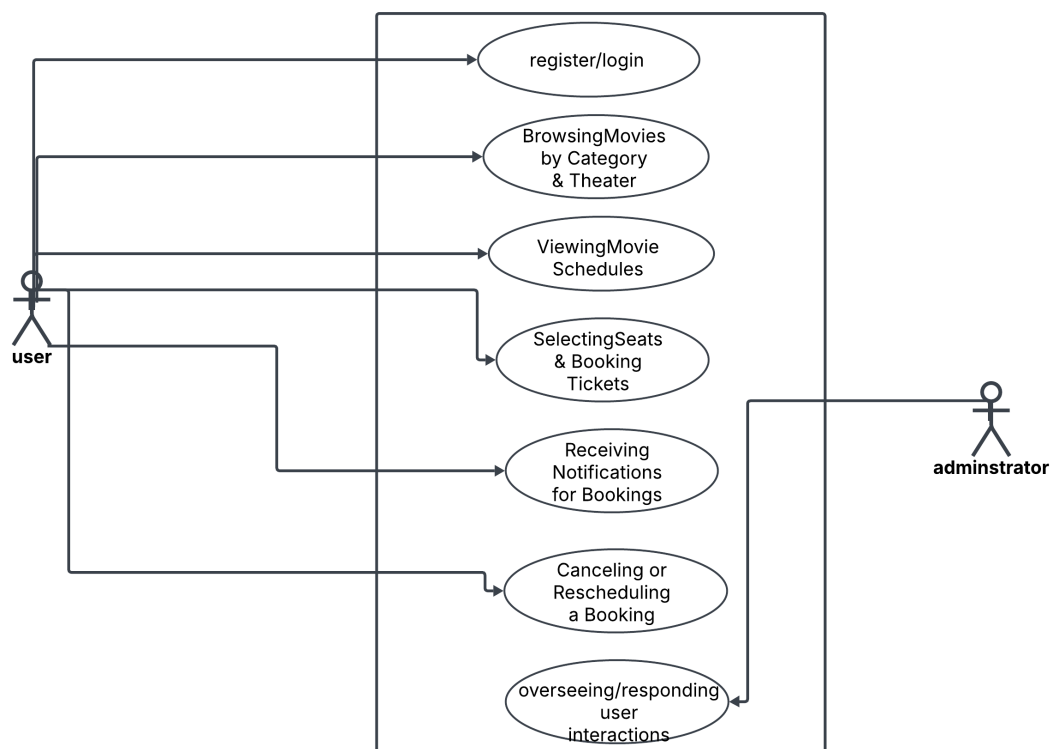 register/login
BrowsingMovies
by Category
& Theater
ViewingMovie
Schedules
user
SelectingSeats
& Booking
Tickets
Receiving
Notifications
for Bookings
adminstrator
Canceling or
Rescheduling
a Booking
overseeing/responding
user
interactions